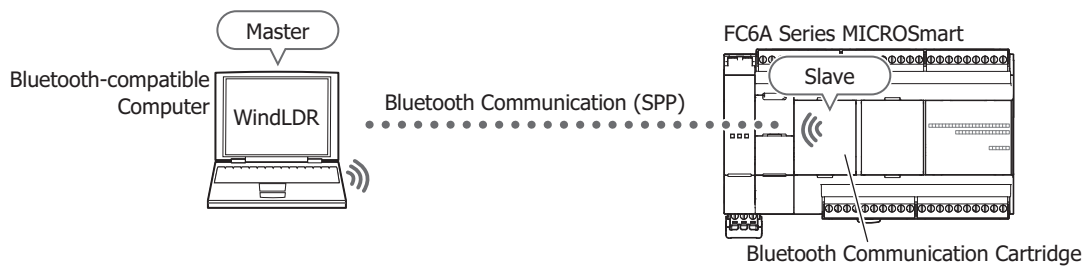 Master
FC6A Series MICROSmart
Slave
Bluetooth-compatible
Computer
WindLDR
Bluetooth Communication (SPP)
Bluetooth Communication Cartridge